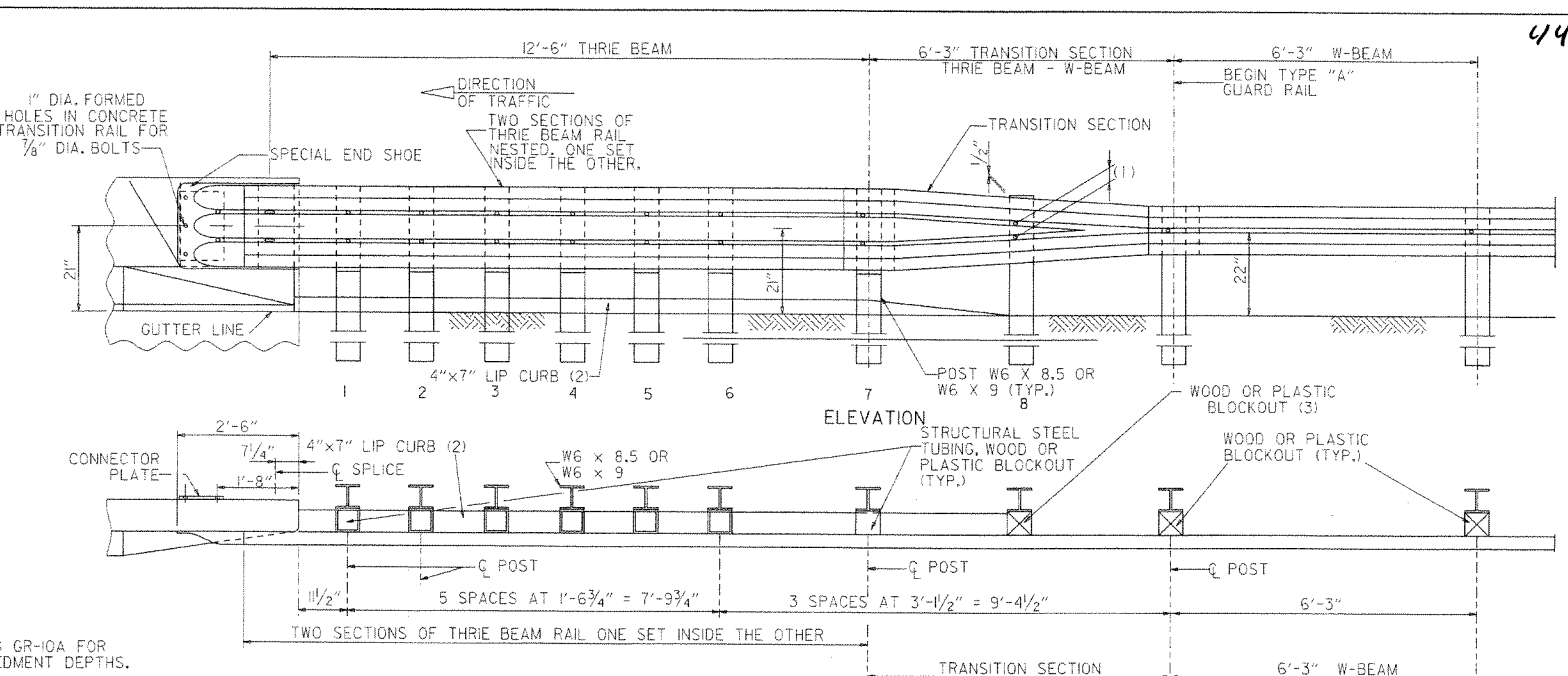 44
12'-6" THRIE BEAM
6'-3" TRANSITION SECTION
THRIE BEAM - W-BEAM
6'-3" W-BEAM
BEGIN TYPE "A"
GUARD RAIL
DIRECTION
OF TRAFFIC
1" DIA. FORMED
HOLES IN CONCRETE
TRANSITION RAIL FOR
7/8" DIA. BOLTS
SPECIAL END SHOE
TWO SECTIONS OF
THRIE BEAM RAIL
NESTED. ONE SET
INSIDE THE OTHER.
TRANSITION SECTION
1/2"
(1)
21"
21"
22"
GUTTER LINE
4"x7" LIP CURB (2)
POST W6 X 8.5 OR
W6 X 9 (TYP.)
1 2 3 4 5 6 7 8
ELEVATION
WOOD OR PLASTIC
BLOCKOUT (3)
2'-6"
7 1/4"
4"x7" LIP CURB (2)
℄ SPLICE
CONNECTOR
PLATE
1'-8"
W6 x 8.5 OR
W6 x 9
STRUCTURAL STEEL
TUBING, WOOD OR
PLASTIC BLOCKOUT
(TYP.)
WOOD OR PLASTIC
BLOCKOUT (TYP.)
℄ POST
℄ POST
℄ POST
11 1/2"
5 SPACES AT 1'-6 3/4" = 7'-9 3/4"
3 SPACES AT 3'-1 1/2" = 9'-4 1/2"
6'-3"
TWO SECTIONS OF THRIE BEAM RAIL ONE SET INSIDE THE OTHER
GR-10A FOR
EDMENT DEPTHS.
TRANSITION SECTION
6'-3" W-BEAM